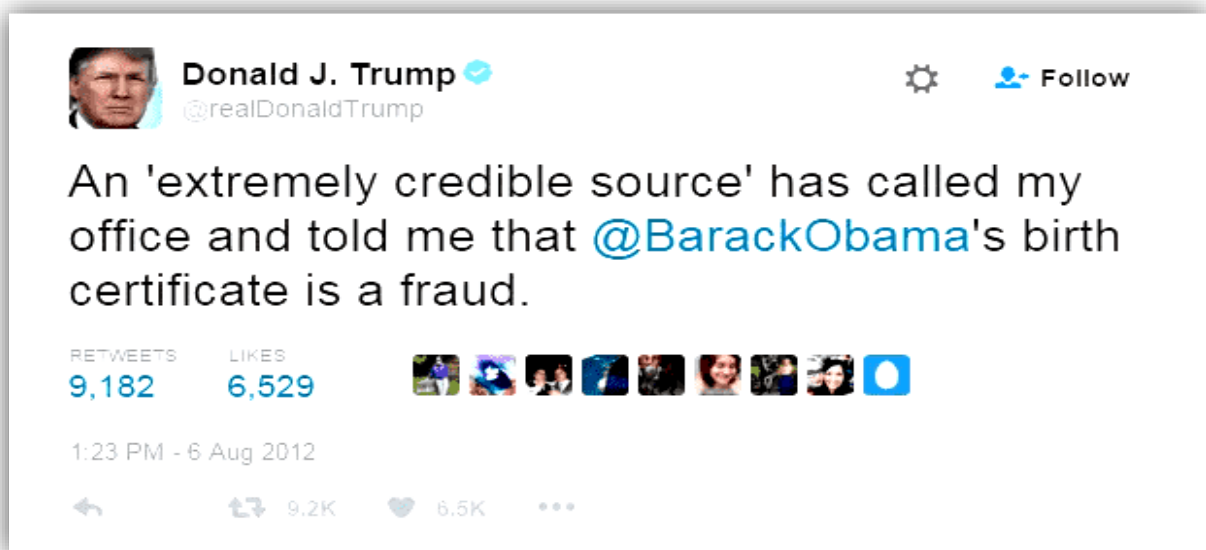 Donald J. Trump
Follow
@realDonaldTrump
An 'extremely credible source' has called my
office and told me that @BarackObama's birth
certificate is a fraud.
RETWEETS LIKES
9,182 6,529
1:23 PM - 6 Aug 2012
9.2K 6.5K